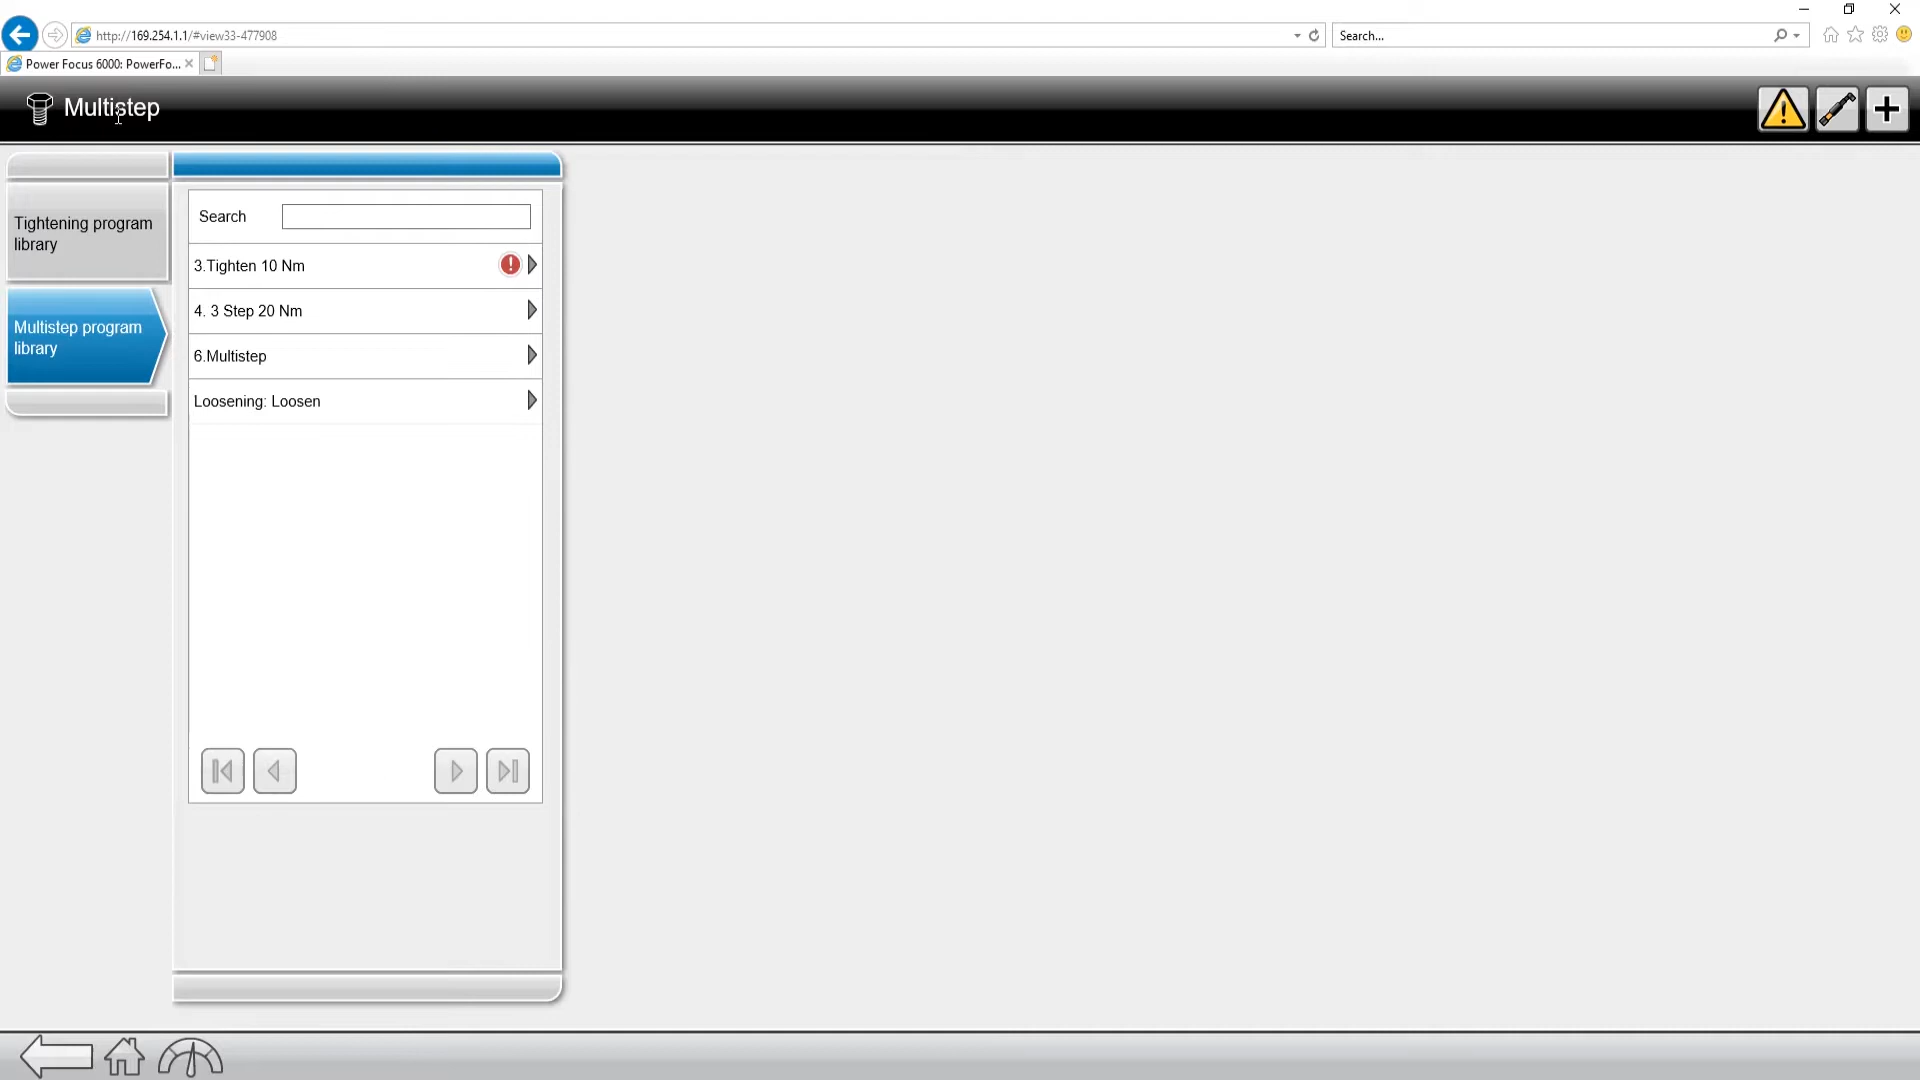 http://169.254.1.1/#view33-477908
Search...
Power Focus 6000: PowerFo...
Multistep
Tightening program
library
Multistep program
library
Search
3.Tighten 10 Nm
4. 3 Step 20 Nm
6.Multistep
Loosening: Loosen